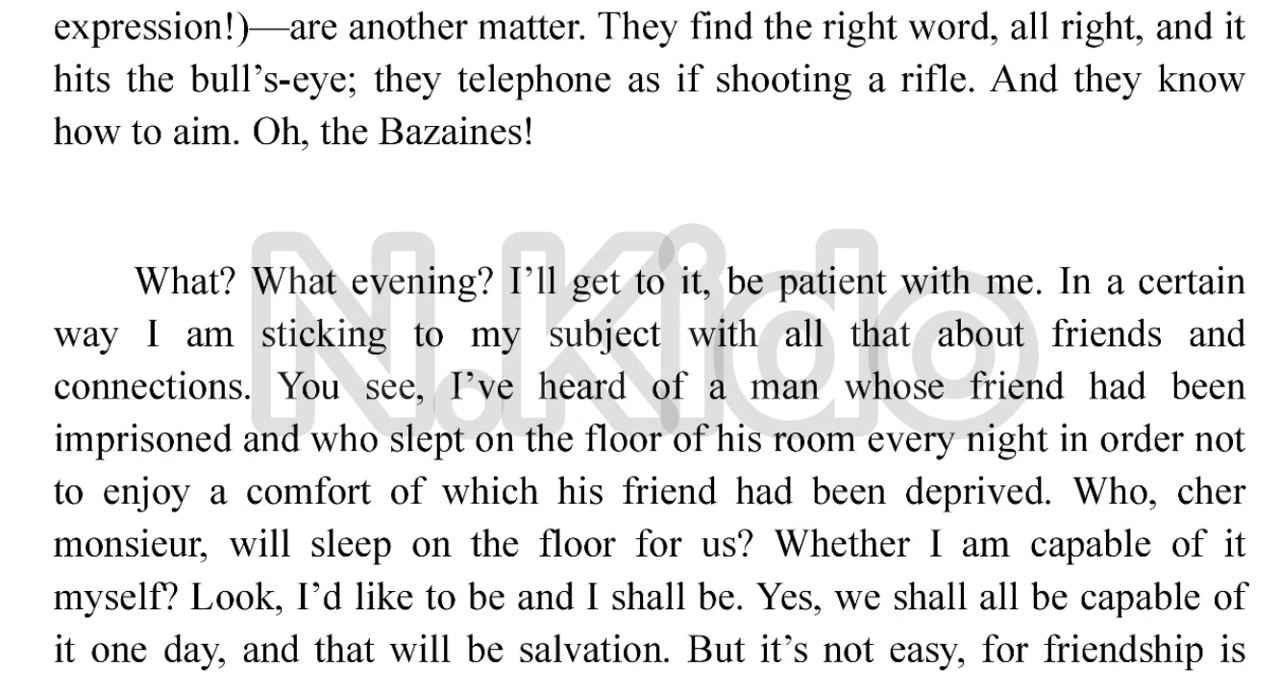 expression!)—are another matter. They find the right word, all right, and it
hits the bull’s-eye; they telephone as if shooting a rifle. And they know
how to aim. Oh, the Bazaines!
N.Kido
What? What evening? I’ll get to it, be patient with me. In a certain
way I am sticking to my subject with all that about friends and
connections. You see, I’ve heard of a man whose friend had been
imprisoned and who slept on the floor of his room every night in order not
to enjoy a comfort of which his friend had been deprived. Who, cher
monsieur, will sleep on the floor for us? Whether I am capable of it
myself? Look, I’d like to be and I shall be. Yes, we shall all be capable of
it one day, and that will be salvation. But it’s not easy, for friendship is